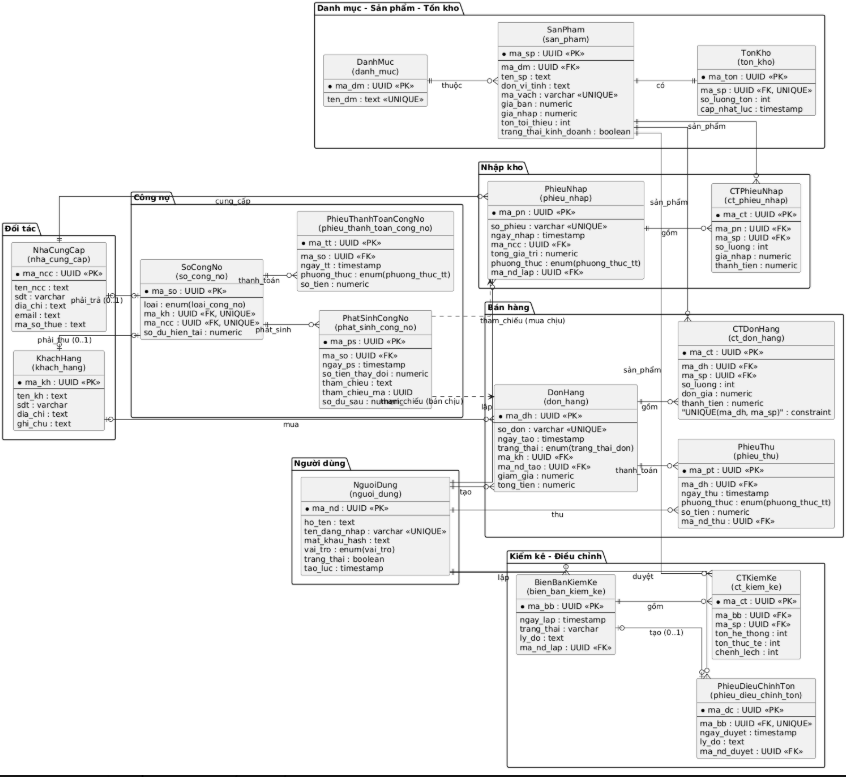 Danh mục - Sản phẩm - Tồn kho
SanPham
(san_pham)
● ma_sp : UUID «PK»
ma_dm : UUID «FK»
ten_sp : text
don_vi_tinh : text
ma_vach : varchar «UNIQUE»
gia_ban : numeric
gia_nhap : numeric
ton_toi_thieu : int
trang_thai_kinh_doanh : boolean
DanhMuc
(danh_muc)
● ma_dm : UUID «PK»
ten_dm : text «UNIQUE»
thuộc
TonKho
(ton_kho)
● ma_ton : UUID «PK»
ma_sp : UUID «FK, UNIQUE»
so_luong_ton : int
cap_nhat_luc : timestamp
có
sản_phẩm
Nhập kho
PhieuNhap
(phieu_nhap)
● ma_pn : UUID «PK»
so_phieu : varchar «UNIQUE»
ngay_nhap : timestamp
ma_ncc : UUID «FK»
tong_gia_tri : numeric
phuong_thuc : enum(phuong_thuc_tt)
ma_nd_lap : UUID «FK»
sản_phẩm
gồm
CTPhieuNhap
(ct_phieu_nhap)
● ma_ct : UUID «PK»
ma_pn : UUID «FK»
ma_sp : UUID «FK»
so_luong : int
gia_nhap : numeric
thanh_tien : numeric
Công nợ
cung_cấp
PhieuThanhToanCongNo
(phieu_thanh_toan_cong_no)
● ma_tt : UUID «PK»
ma_so : UUID «FK»
ngay_tt : timestamp
phuong_thuc : enum(phuong_thuc_tt)
so_tien : numeric
thanh_toán
SoCongNo
(so_cong_no)
● ma_so : UUID «PK»
loai : enum(loai_cong_no)
ma_kh : UUID «FK, UNIQUE»
ma_ncc : UUID «FK, UNIQUE»
so_du_hien_tai : numeric
phát_sinh
PhatSinhCongNo
(phat_sinh_cong_no)
● ma_ps : UUID «PK»
ma_so : UUID «FK»
ngay_ps : timestamp
so_tien_thay_doi : numeric
tham_chieu : text
tham_chieu_ma : UUID
so_du_sau : numeric
tham_chiếu (mua chịu)
tham_chiếu (bán chịu)
Đối tác
NhaCungCap
(nha_cung_cap)
● ma_ncc : UUID «PK»
ten_ncc : text
sdt : varchar
dia_chi : text
email : text
ma_so_thue : text
phải_trả (0..1)
phải_thu (0..1)
KhachHang
(khach_hang)
● ma_kh : UUID «PK»
ten_kh : text
sdt : varchar
dia_chi : text
ghi_chu : text
mua
Bán hàng
CTDonHang
(ct_don_hang)
● ma_ct : UUID «PK»
ma_dh : UUID «FK»
ma_sp : UUID «FK»
so_luong : int
don_gia : numeric
thanh_tien : numeric
"UNIQUE(ma_dh, ma_sp)" : constraint
sản_phẩm
gồm
lập
DonHang
(don_hang)
● ma_dh : UUID «PK»
so_don : varchar «UNIQUE»
ngay_tao : timestamp
trang_thai : enum(trang_thai_don)
ma_kh : UUID «FK»
ma_nd_tao : UUID «FK»
giam_gia : numeric
tong_tien : numeric
thanh_toán
PhieuThu
(phieu_thu)
● ma_pt : UUID «PK»
ma_dh : UUID «FK»
ngay_thu : timestamp
phuong_thuc : enum(phuong_thuc_tt)
so_tien : numeric
ma_nd_thu : UUID «FK»
Người dùng
NguoiDung
(nguoi_dung)
● ma_nd : UUID «PK»
ho_ten : text
ten_dang_nhap : varchar «UNIQUE»
mat_khau_hash : text
vai_tro : enum(vai_tro)
trang_thai : boolean
tao_luc : timestamp
tạo
thu
Kiểm kê - Điều chỉnh
lập
duyệt
BienBanKiemKe
(bien_ban_kiem_ke)
● ma_bb : UUID «PK»
ngay_lap : timestamp
trang_thai : varchar
ly_do : text
ma_nd_lap : UUID «FK»
gồm
tạo (0..1)
CTKiemKe
(ct_kiem_ke)
● ma_ct : UUID «PK»
ma_bb : UUID «FK»
ma_sp : UUID «FK»
ton_he_thong : int
ton_thuc_te : int
chenh_lech : int
PhieuDieuChinhTon
(phieu_dieu_chinh_ton)
● ma_dc : UUID «PK»
ma_bb : UUID «FK, UNIQUE»
ngay_duyet : timestamp
ly_do : text
ma_nd_duyet : UUID «FK»